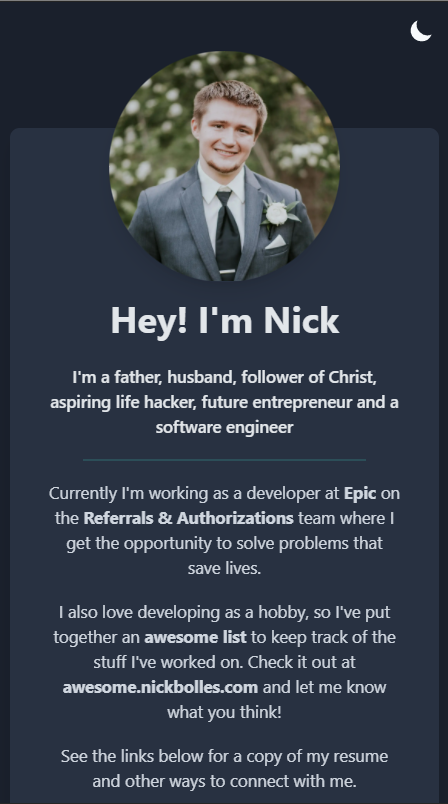 Hey! I'm Nick
I'm a father, husband, follower of Christ,
aspiring life hacker, future entrepreneur and a
software engineer
Currently I'm working as a developer at Epic on
the Referrals & Authorizations team where I
get the opportunity to solve problems that
save lives.
I also love developing as a hobby, so I've put
together an awesome list to keep track of the
stuff I've worked on. Check it out at
awesome.nickbolles.com and let me know
what you think!
See the links below for a copy of my resume
and other ways to connect with me.